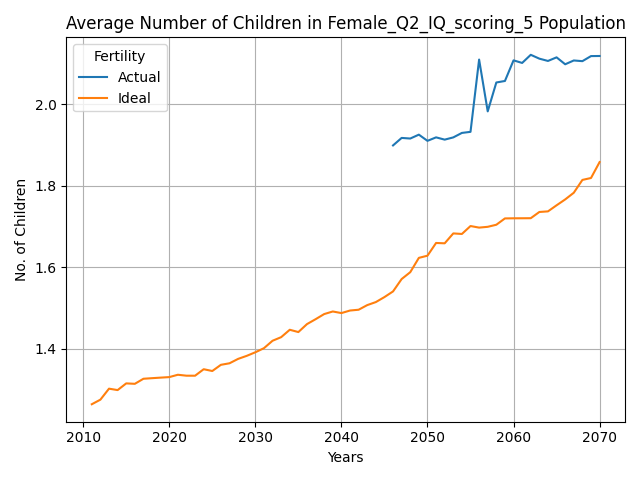 Average Number of Children in Female_Q2_IQ_scoring_5 Population
Fertility
Actual
Ideal
No. of Children
2.0
1.8
1.6
1.4
2010 2020 2030 2040 2050 2060 2070
Years